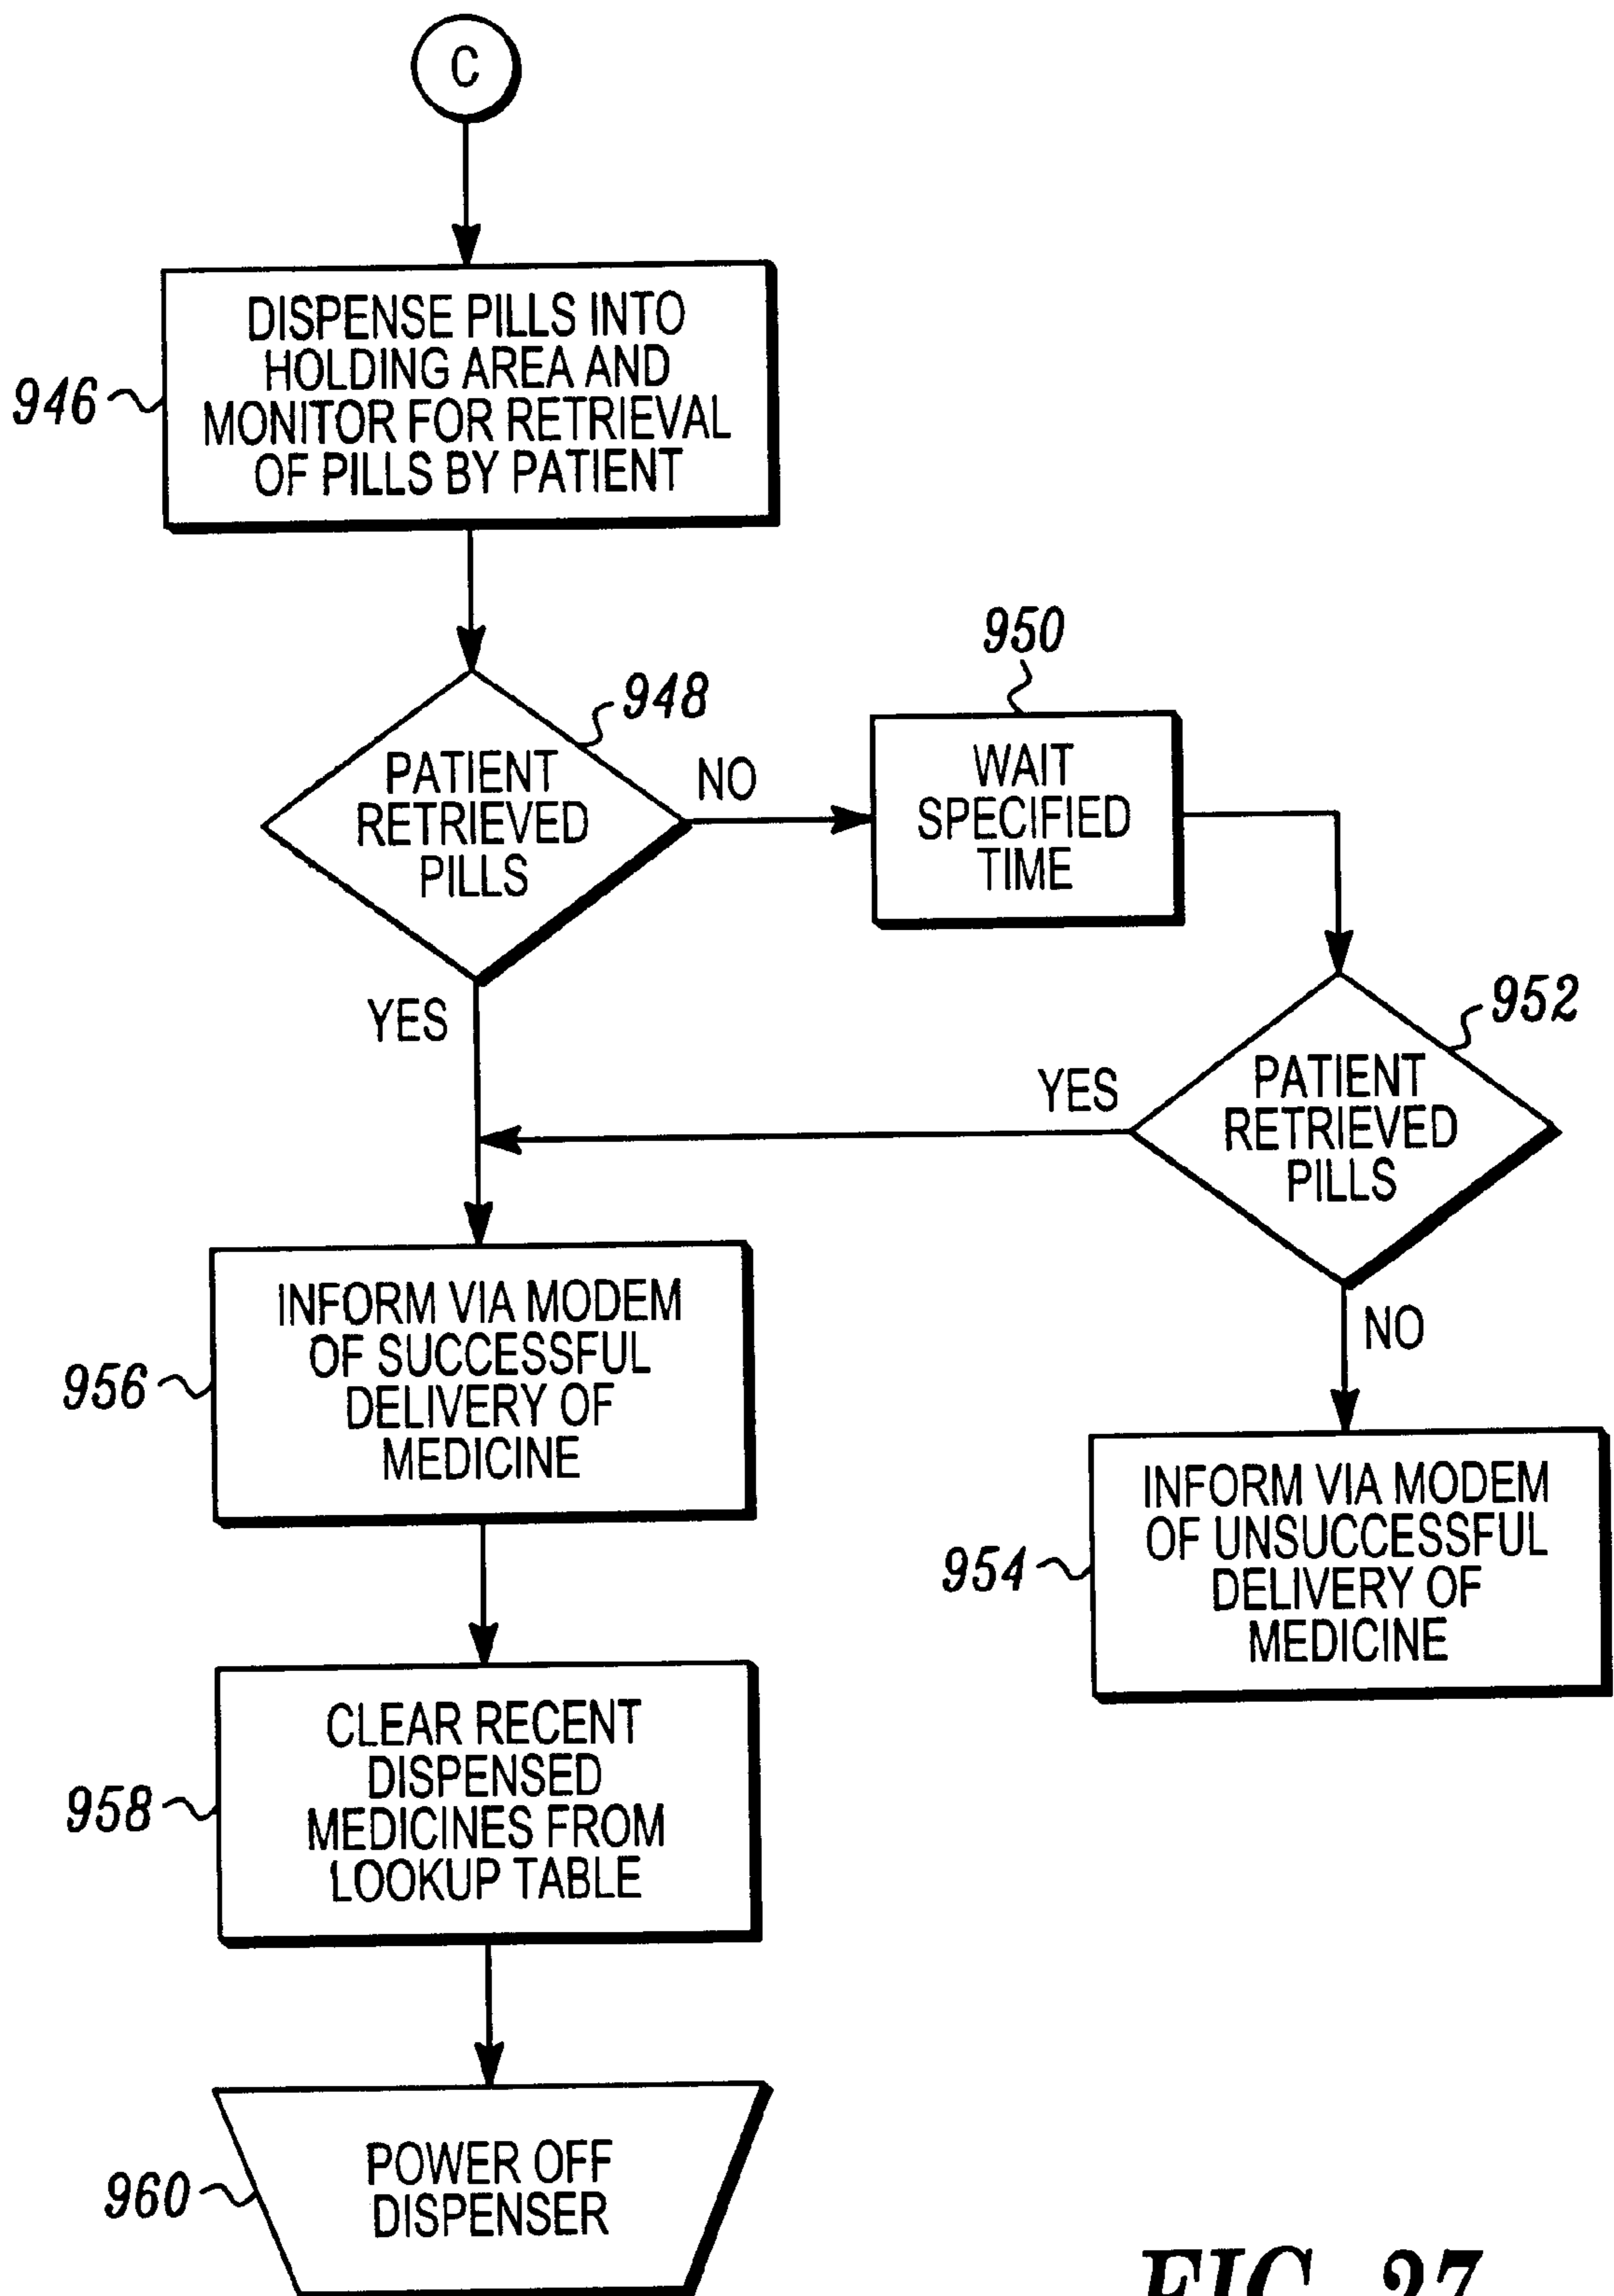 C
DISPENSE PILLS INTO
HOLDING AREA AND
MONITOR FOR RETRIEVAL
OF PILLS BY PATIENT
946
948
PATIENT
RETRIEVED
PILLS
NO
YES
950
WAIT
SPECIFIED
TIME
952
PATIENT
RETRIEVED
PILLS
YES
NO
INFORM VIA MODEM
OF SUCCESSFUL
DELIVERY OF
MEDICINE
956
INFORM VIA MODEM
OF UNSUCCESSFUL
DELIVERY OF
MEDICINE
954
CLEAR RECENT
DISPENSED
MEDICINES FROM
LOOKUP TABLE
958
POWER OFF
DISPENSER
960
FIG. 27